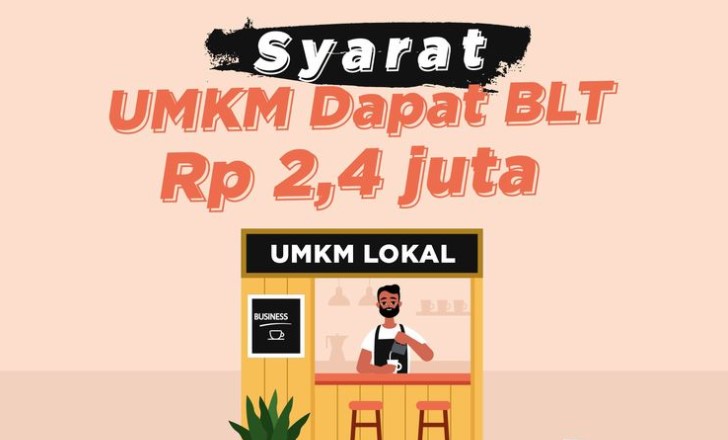 Syarat
UMKM Dapat BLT
Rp 2,4 juta
UMKM LOKAL
BUSINESS